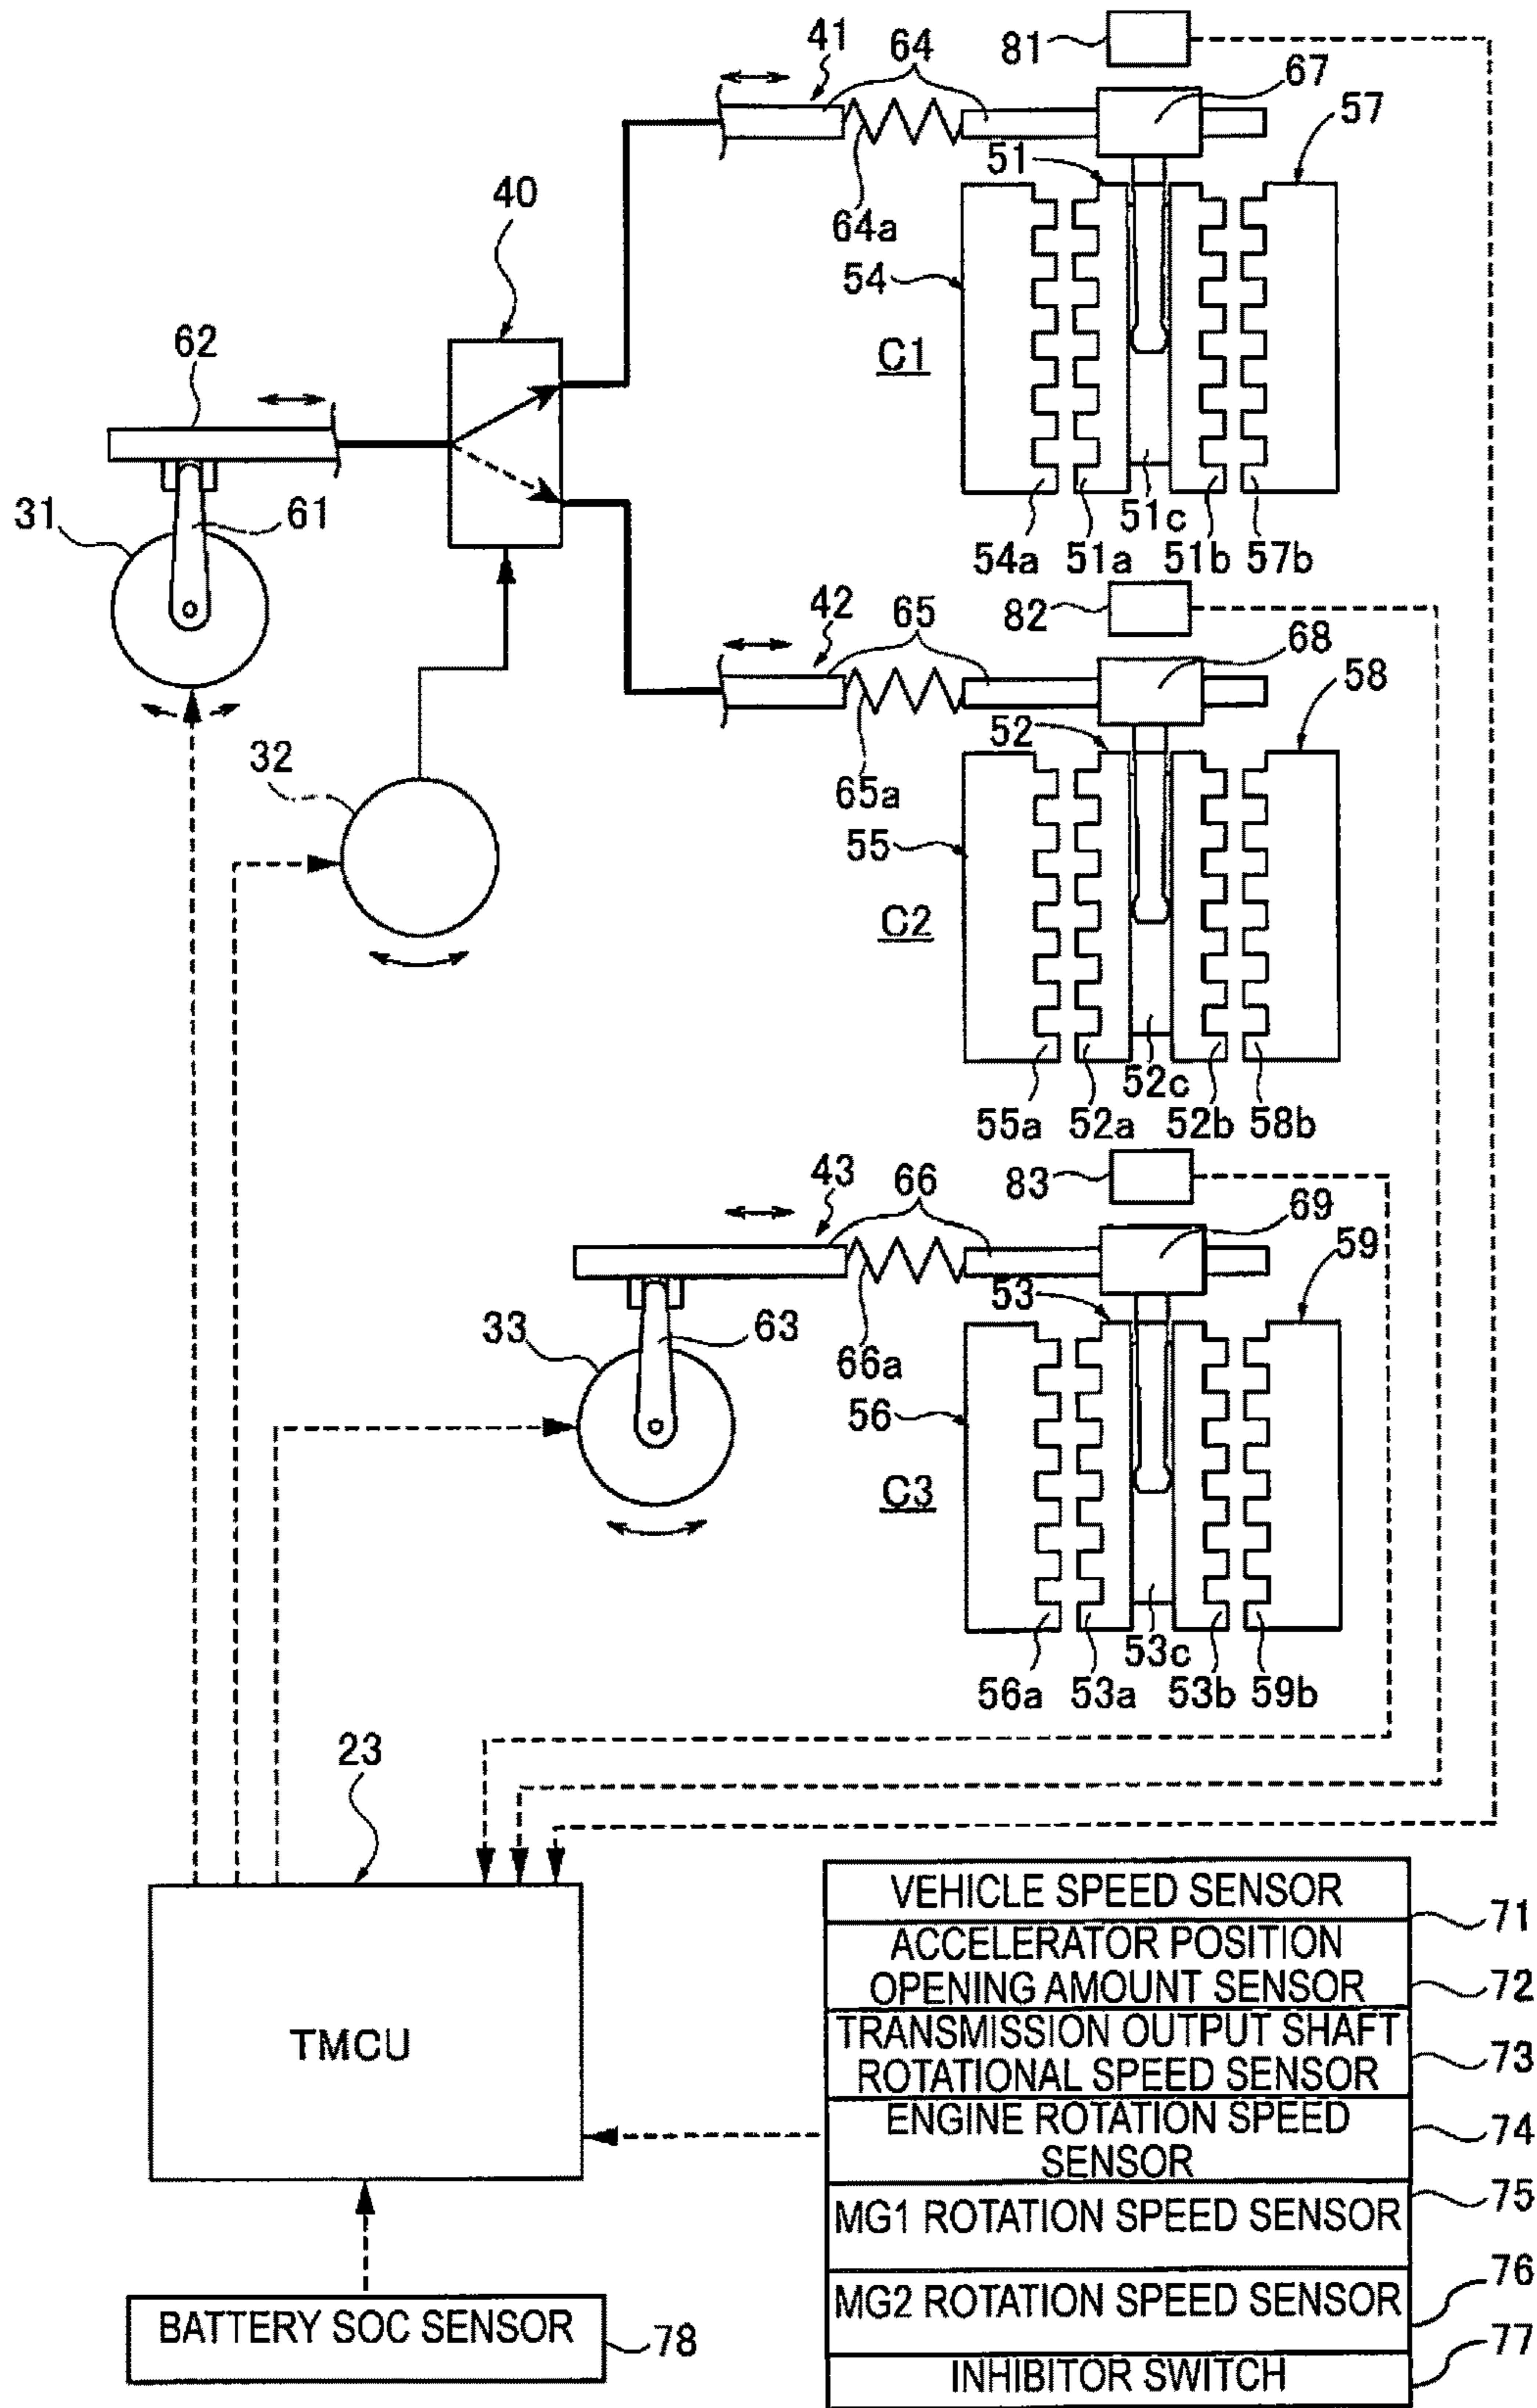 41
64
81
67
57
51
40
64a
54
C1
62
31
61
51c
54a
51a
51b
57b
82
42
65
68
58
52
32
65a
55
C2
52c
55a
52a
52b
58b
83
43
66
69
59
53
33
63
66a
56
C3
53c
56a
53a
53b
59b
23
VEHICLE SPEED SENSOR
71
ACCELERATOR POSITION
OPENING AMOUNT SENSOR
72
TRANSMISSION OUTPUT SHAFT
ROTATIONAL SPEED SENSOR
73
TMCU
ENGINE ROTATION SPEED
SENSOR
74
75
MG1 ROTATION SPEED SENSOR
76
MG2 ROTATION SPEED SENSOR
BATTERY SOC SENSOR
78
77
INHIBITOR SWITCH